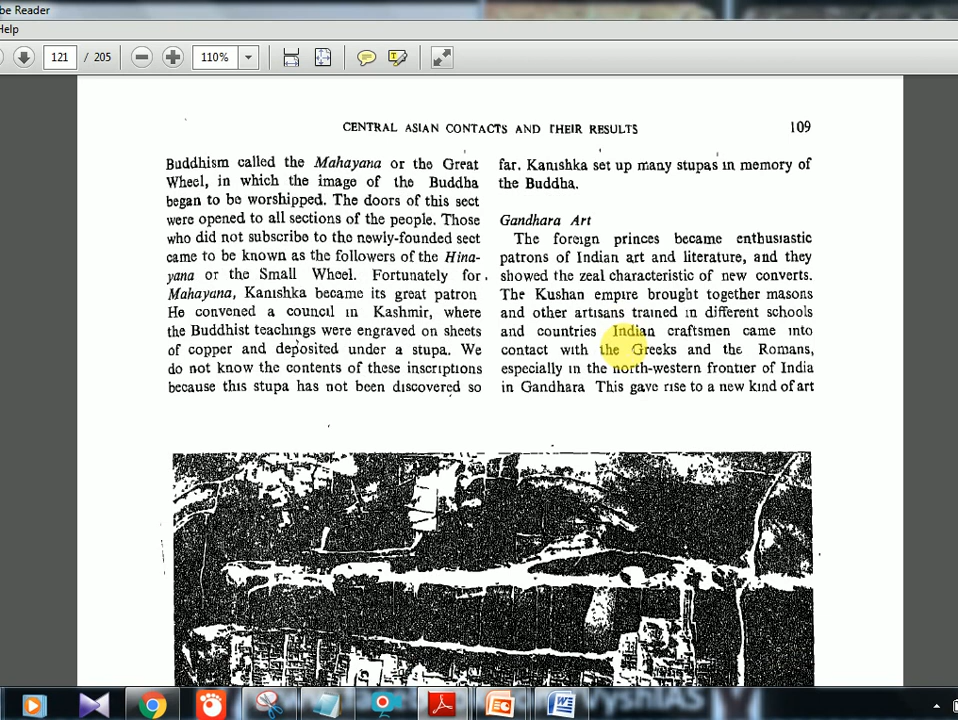 be Reader
Help
121 / 205
110%
CENTRAL ASIAN CONTACTS AND THEIR RESULTS
109
Buddhism called the Mahayana or the Great
Wheel, in which the image of the Buddha
began to be worshipped. The doors of this sect
were opened to all sections of the people. Those
who did not subscribe to the newly-founded sect
came to be known as the followers of the Hina-
yana or the Small Wheel. Fortunately for
Mahayana, Kanishka became its great patron
He convened a council in Kashmir, where
the Buddhist teachings were engraved on sheets
of copper and deposited under a stupa. We
do not know the contents of these inscriptions
because this stupa has not been discovered so
far. Kanishka set up many stupas in memory of
the Buddha.
Gandhara Art
The foreign princes became enthusiastic
patrons of Indian art and literature, and they
showed the zeal characteristic of new converts.
The Kushan empire brought together masons
and other artisans trained in different schools
and countries Indian craftsmen came into
contact with the Greeks and the Romans,
especially in the north-western frontier of India
in Gandhara This gave rise to a new kind of art